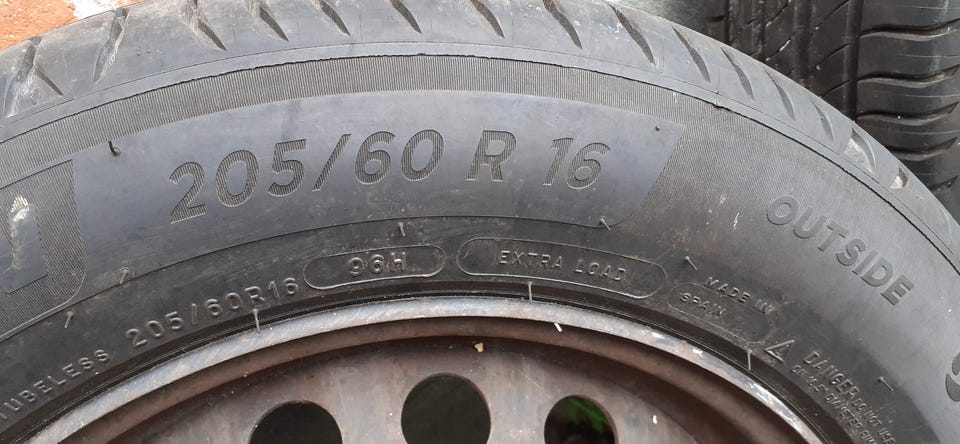 205/60 R 16
OUTSIDE
TUBELESS 205/60R16
96H
EXTRA LOAD
MADE IN
SPAIN
DANGER